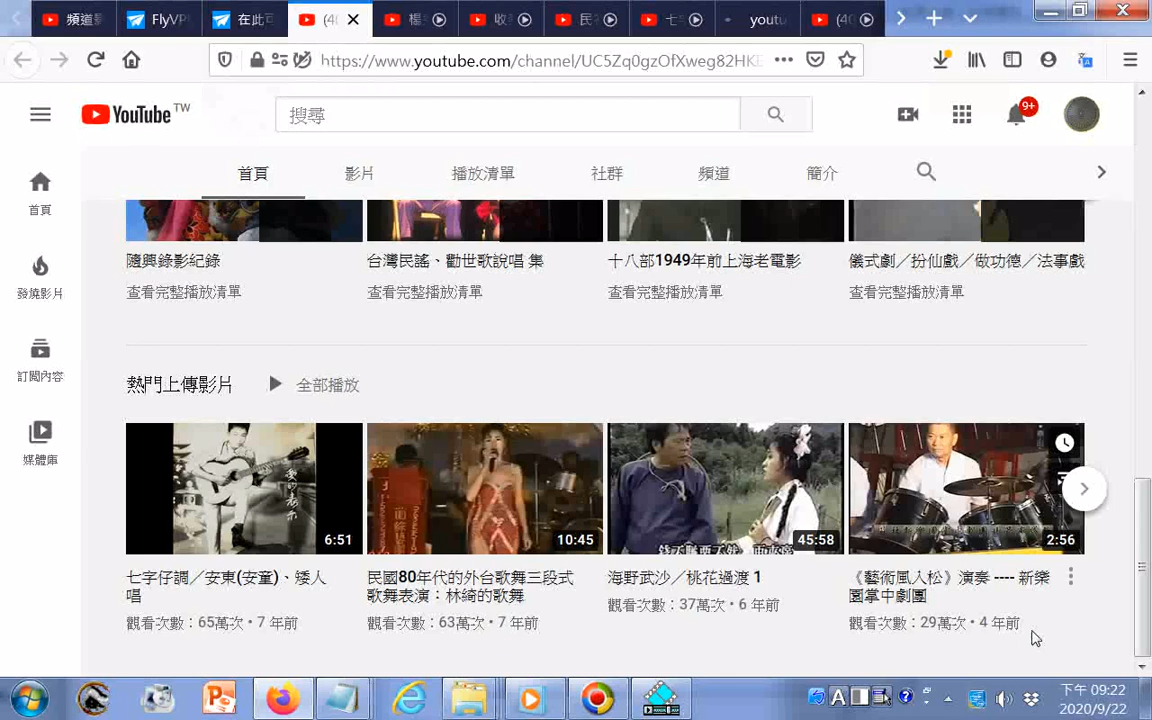 頻道新
FlyVP
在此司
(4(
楊三
收看
七等
youtu
(4(
https://www.youtube.com/channel/UC5Zq0gzOfXweg82HKE
YouTube TW
搜尋
9+
首頁
影片
播放清單
社群
頻道
簡介
首頁
發燒影片
訂閱內容
媒體庫
隨興錄影紀錄
台灣民謠、勸世歌說唱 集
十八部1949年前上海老電影
儀式劇／扮仙戲／做功德／法事戲
查看完整播放清單
查看完整播放清單
查看完整播放清單
查看完整播放清單
熱門上傳影片
全部播放
6:51
10:45
45:58
2:56
七字仔調／安東(安童)、矮人
唱
觀看次數：65萬次 • 7 年前
民國80年代的外台歌舞三段式
歌舞表演：林綺的歌舞
觀看次數：63萬次 • 7 年前
海野武沙／桃花過渡 1
觀看次數：37萬次 • 6 年前
《藝術風入松》演奏 ---- 新樂
園掌中劇團
觀看次數：29萬次 • 4 年前
下午 09:22
2020/9/22